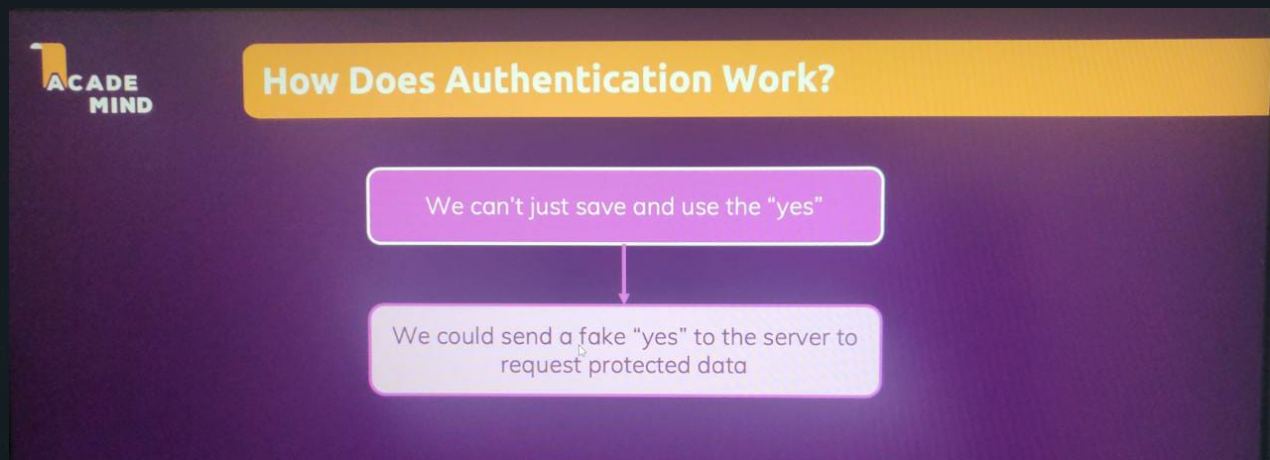 ACADE
MIND
How Does Authentication Work?
We can't just save and use the “yes”
We could send a fake “yes” to the server to
request protected data